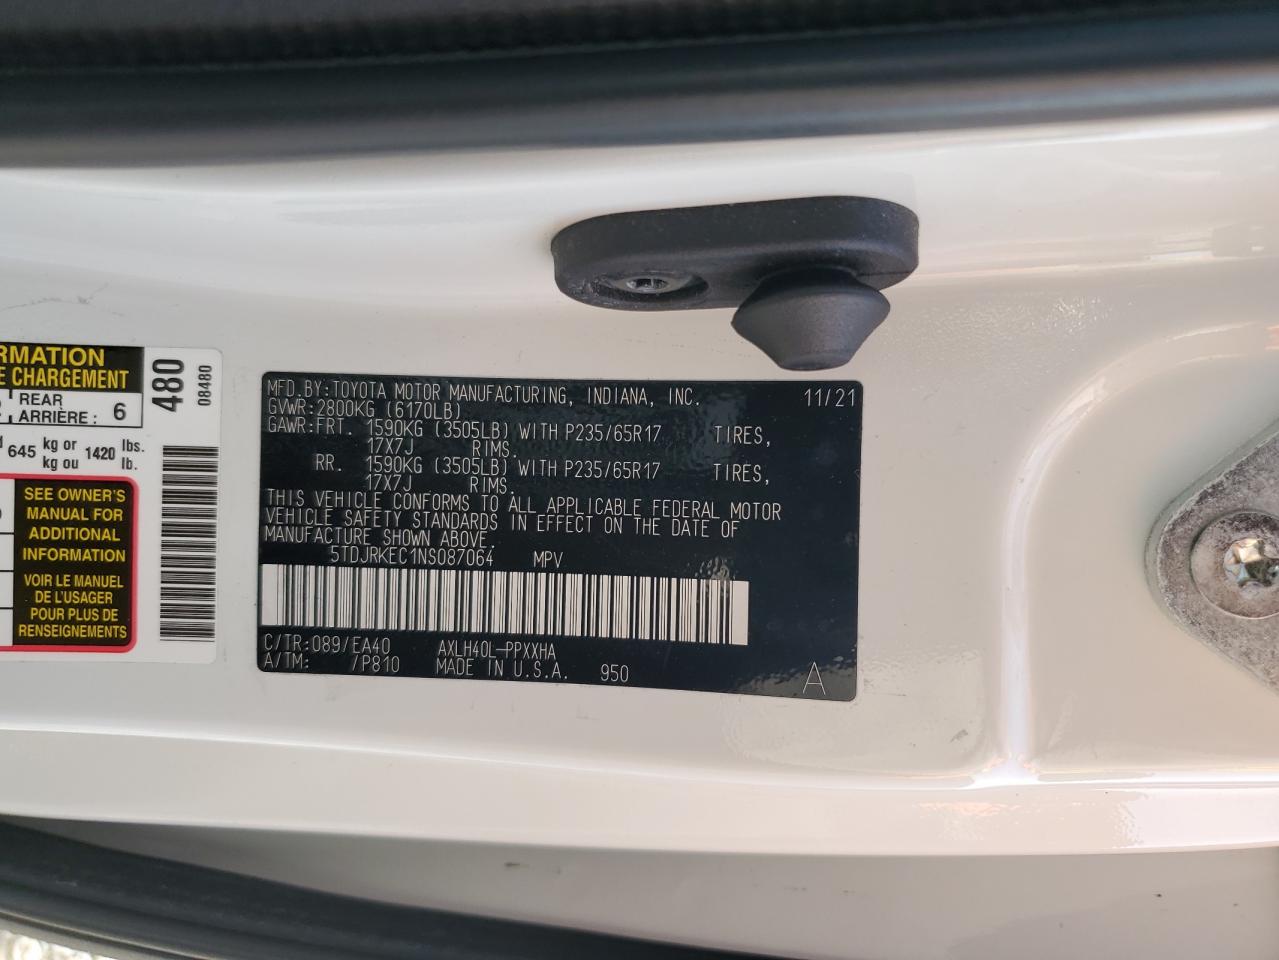 RMATION
E CHARGEMENT
REAR
ARRIÈRE : 6
645 kg or 1420 lbs.
kg ou lb.
SEE OWNER'S
MANUAL FOR
ADDITIONAL
INFORMATION
VOIR LE MANUEL
DE L'USAGER
POUR PLUS DE
RENSEIGNEMENTS
480
08480
MFD.BY:TOYOTA MOTOR MANUFACTURING, INDIANA, INC. 11/21
GVWR:2800KG (6170LB)
GAWR:FRT. 1590KG (3505LB) WITH P235/65R17 TIRES,
17X7J RIMS.
RR. 1590KG (3505LB) WITH P235/65R17 TIRES,
17X7J RIMS.
THIS VEHICLE CONFORMS TO ALL APPLICABLE FEDERAL MOTOR
VEHICLE SAFETY STANDARDS IN EFFECT ON THE DATE OF
MANUFACTURE SHOWN ABOVE.
5TDJRKEC1NS087064 MPV
C/TR:089/EA40 AXLH40L-PPXXHA
A/TM: /P810 MADE IN U.S.A. 950 A